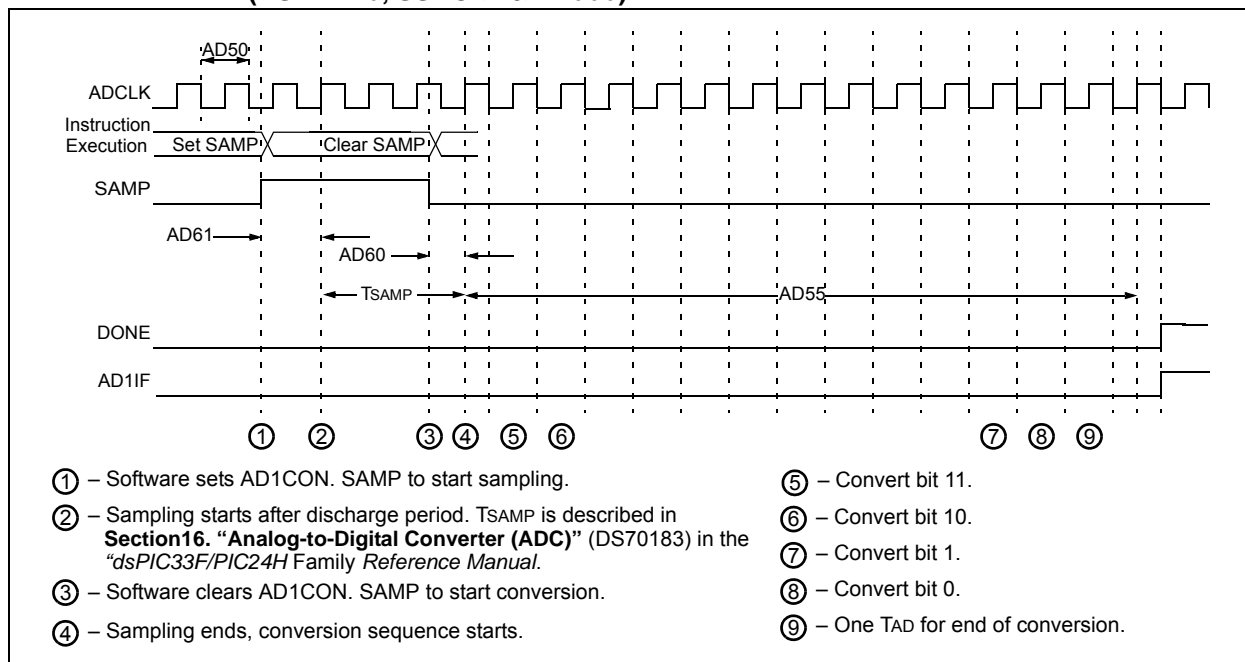 AD50
ADCLK
Instruction
Execution
Set SAMP
Clear SAMP
SAMP
AD61
AD60
TSAMP
AD55
DONE
AD1IF
1 2 3 4 5 6 7 8 9
1 – Software sets AD1CON. SAMP to start sampling.
2 – Sampling starts after discharge period. TSAMP is described in
Section16. “Analog-to-Digital Converter (ADC)” (DS70183) in the
“dsPIC33F/PIC24H Family Reference Manual.
3 – Software clears AD1CON. SAMP to start conversion.
4 – Sampling ends, conversion sequence starts.
5 – Convert bit 11.
6 – Convert bit 10.
7 – Convert bit 1.
8 – Convert bit 0.
9 – One TAD for end of conversion.